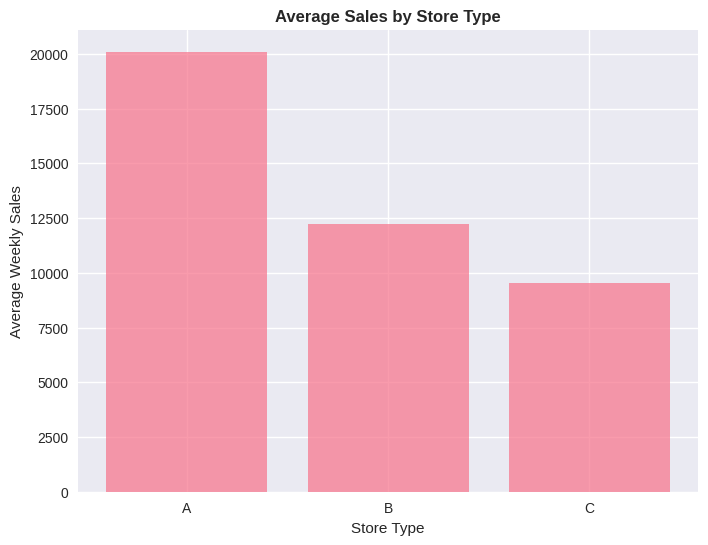 Average Sales by Store Type
20000
17500
15000
12500
10000
7500
5000
2500
0
Average Weekly Sales
A B C
Store Type